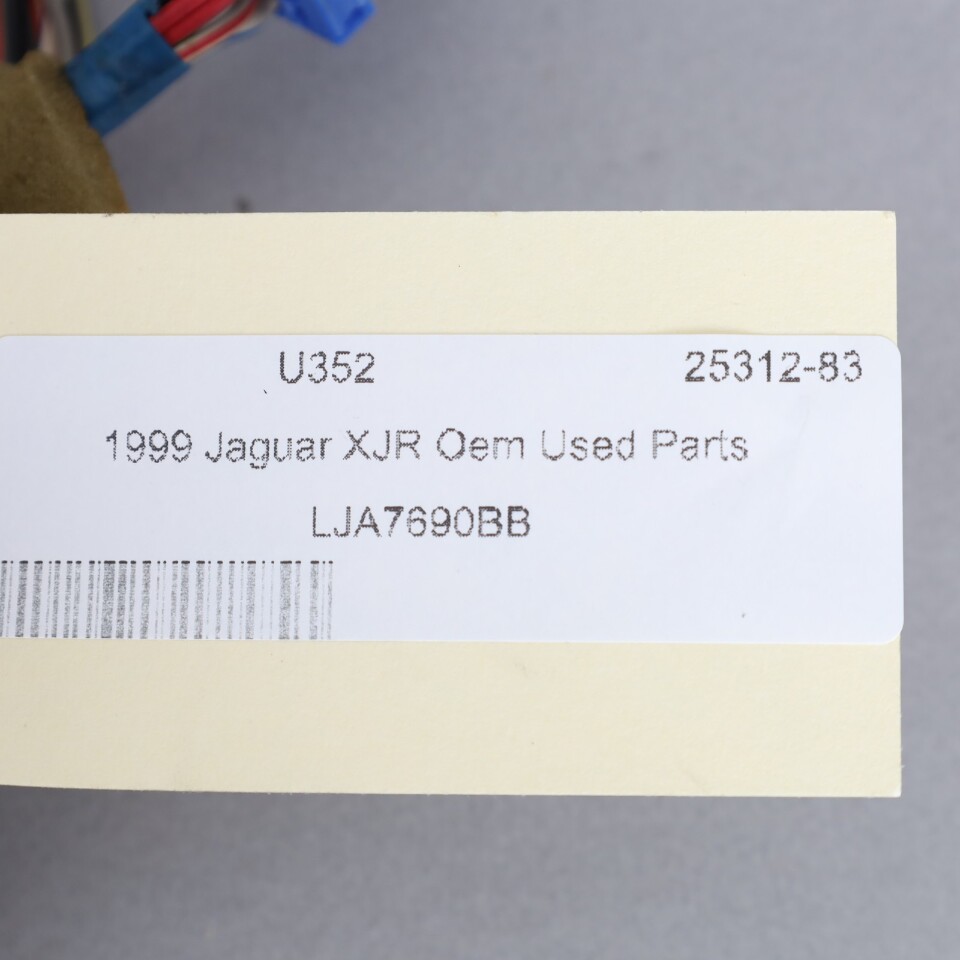 U352 25312-83
1999 Jaguar XJR Oem Used Parts
LJA7690BB